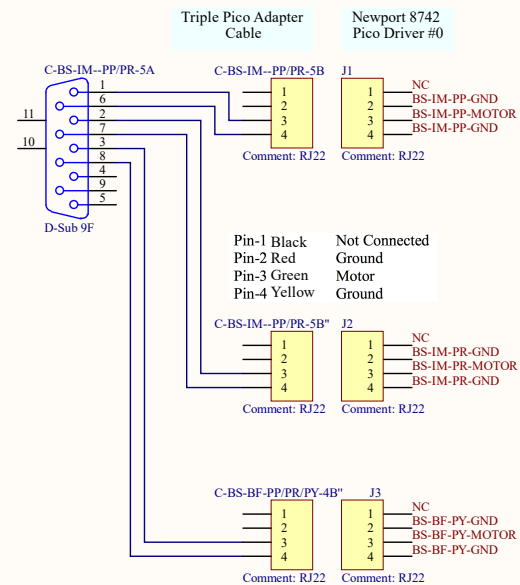 Triple Pico Adapter
Cable
Newport 8742
Pico Driver #0
C-BS-IM--PP/PR-5A
1
6
2
7
3
8
4
9
5
11
10
D-Sub 9F
C-BS-IM--PP/PR-5B
1
2
3
4
Comment: RJ22
J1
1
2
3
4
NC
BS-IM-PP-GND
BS-IM-PP-MOTOR
BS-IM-PP-GND
Comment: RJ22
Pin-1 Black Not Connected
Pin-2 Red Ground
Pin-3 Green Motor
Pin-4 Yellow Ground
C-BS-IM--PP/PR-5B"
1
2
3
4
Comment: RJ22
J2
1
2
3
4
NC
BS-IM-PR-GND
BS-IM-PR-MOTOR
BS-IM-PR-GND
Comment: RJ22
C-BS-BF-PP/PR/PY-4B"
1
2
3
4
Comment: RJ22
J3
1
2
3
4
NC
BS-BF-PY-GND
BS-BF-PY-MOTOR
BS-BF-PY-GND
Comment: RJ22